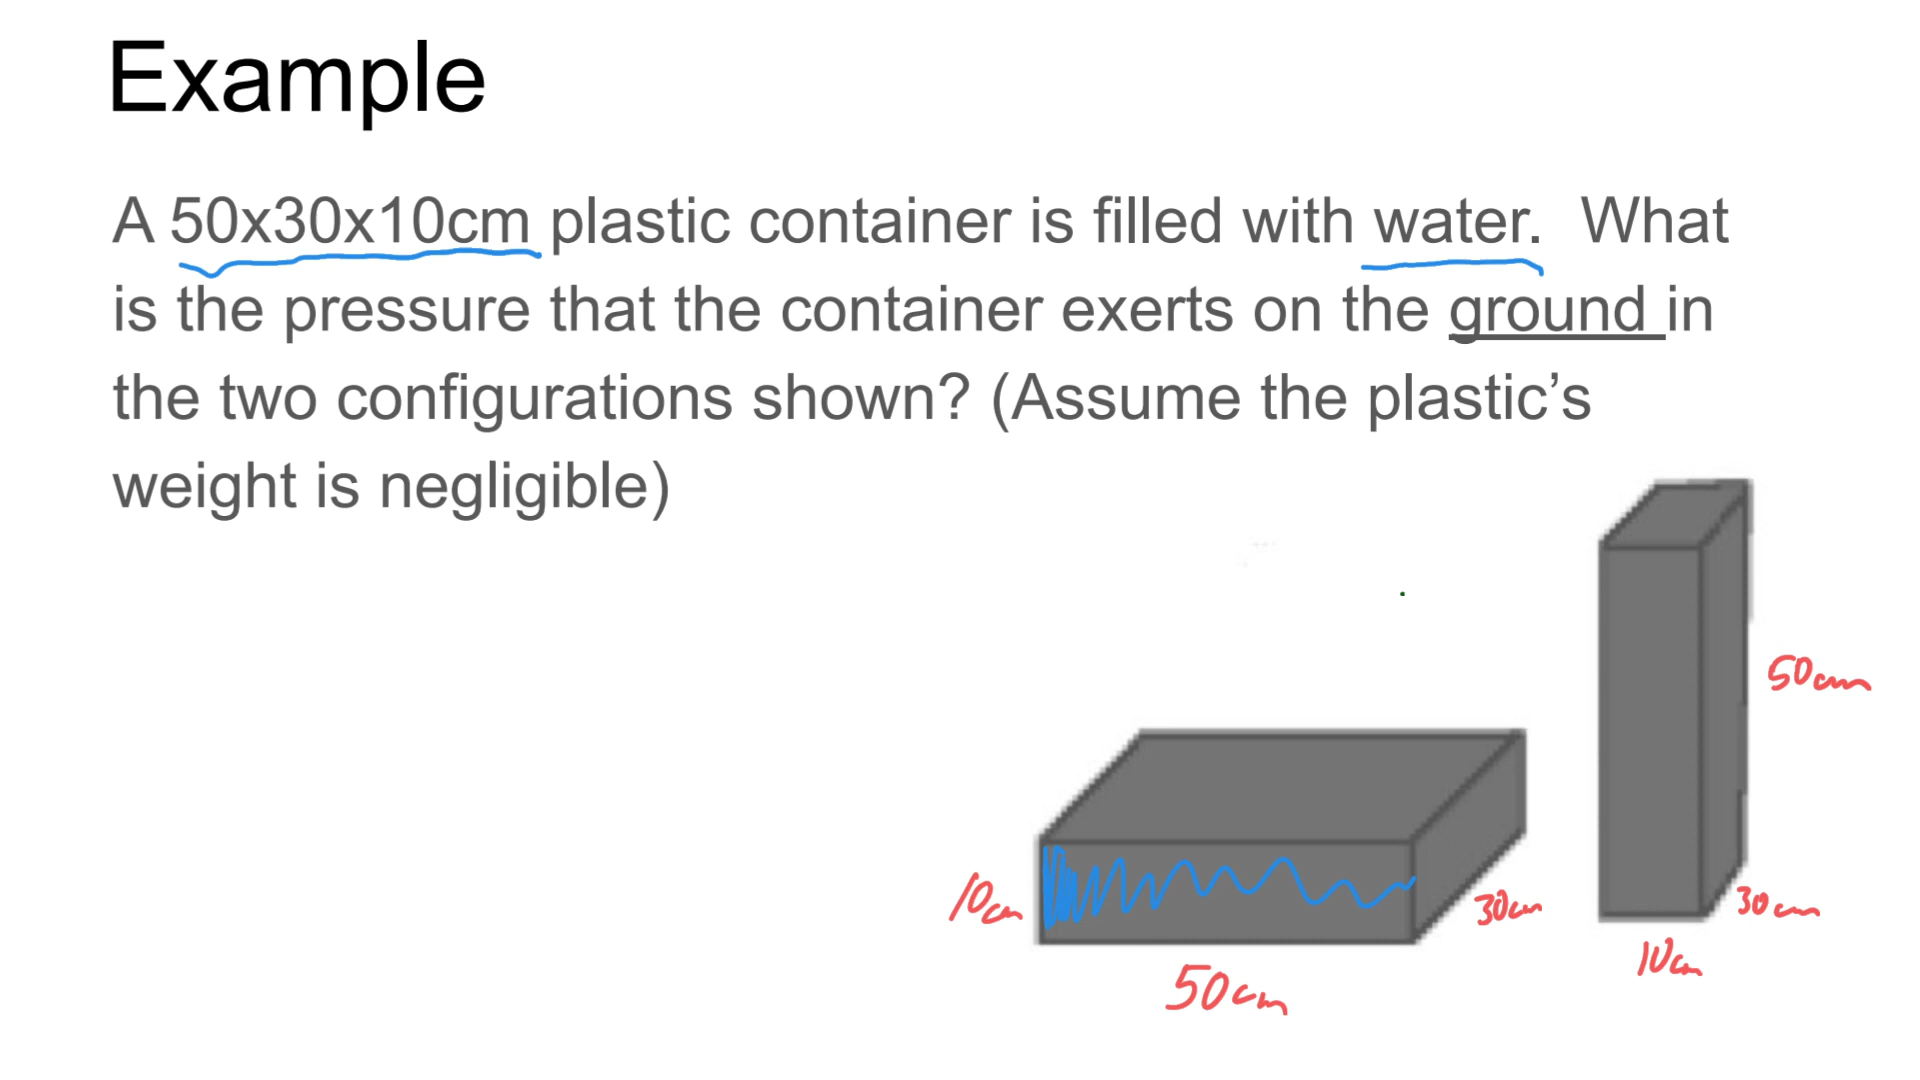 Example
A 50x30x10cm plastic container is filled with water.  What
is the pressure that the container exerts on the ground in
the two configurations shown? (Assume the plastic’s
weight is negligible)
50cm
10cm
30cm
30cm
10cm
50cm